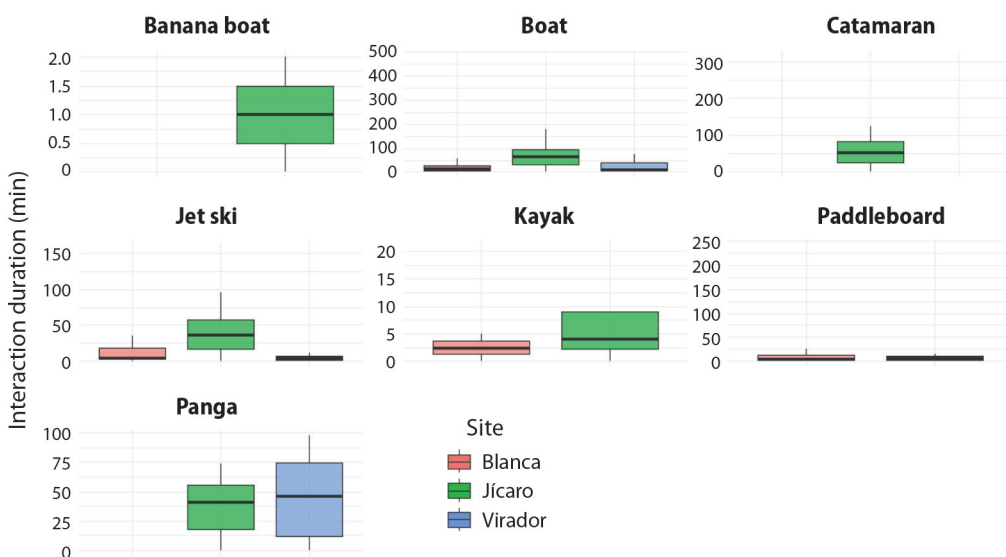 Banana boat
Boat
Catamaran
2.0
1.5
1.0
0.5
0
500
400
300
200
100
0
300
200
100
0
Interaction duration (min)
Jet ski
Kayak
Paddleboard
150
100
50
0
20
15
10
5
0
250
200
150
100
50
0
Panga
100
75
50
25
0
Site
Blanca
Jícaro
Virador